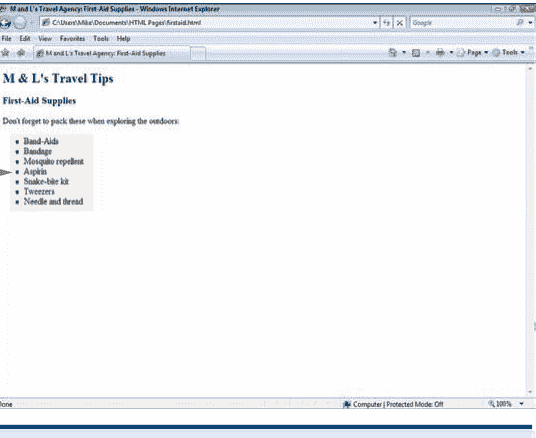 M and L's Travel Agency: First-Aid Supplies - Windows Internet Explorer
C:\Users\Mike\Documents\HTML Pages\firstaid.html
Google
File Edit View Favorites Tools Help
M and L's Travel Agency: First-Aid Supplies
Page Tools
M & L's Travel Tips
First-Aid Supplies
Don't forget to pack these when exploring the outdoors:
Band-Aids
Bandage
Mosquito repellent
Aspirin
Snake-bite kit
Tweezers
Needle and thread
Done
Computer | Protected Mode: Off
100%